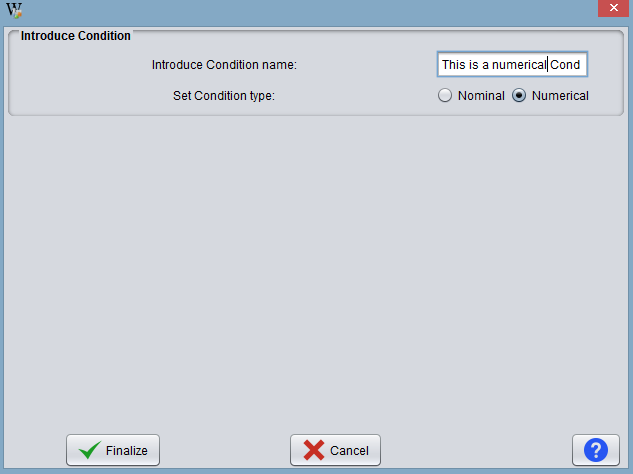 W
Introduce Condition
Introduce Condition name: This is a numerical Cond
Set Condition type: Nominal Numerical
Finalize Cancel ?